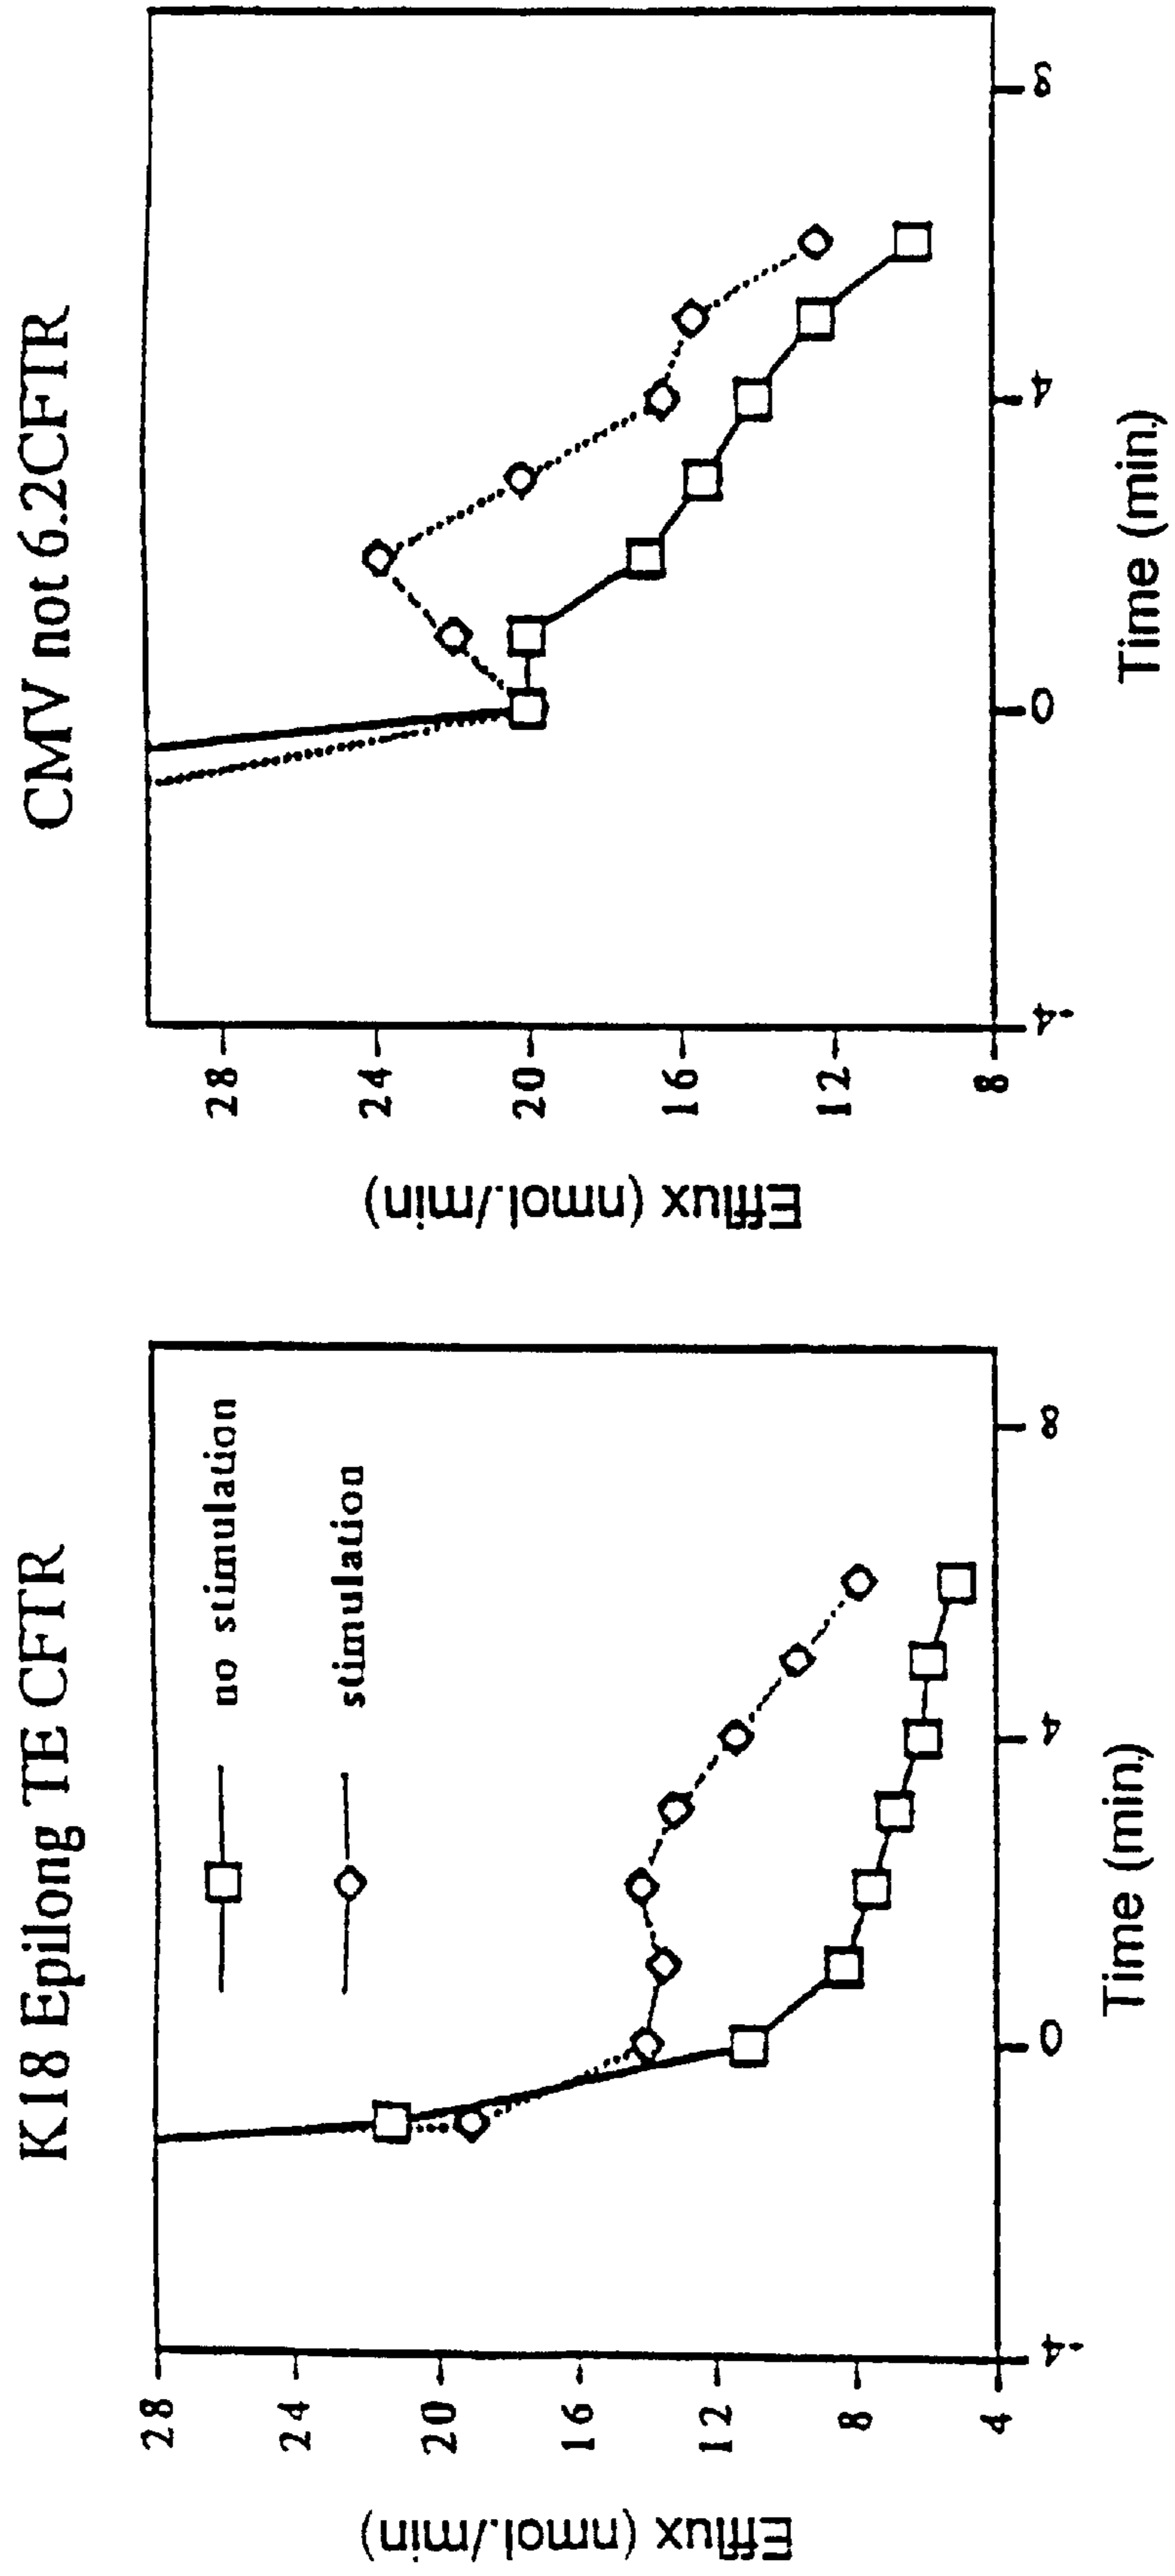 K18 Epilong TE CFTR
Efflux (nmol./min)
28
24
20
16
12
8
4
no stimulation
stimulation
-4
0
4
8
Time (min.)
CMV not 6.2CFTR
Efflux (nmol./min)
28
24
20
16
12
8
-4
0
4
8
Time (min.)